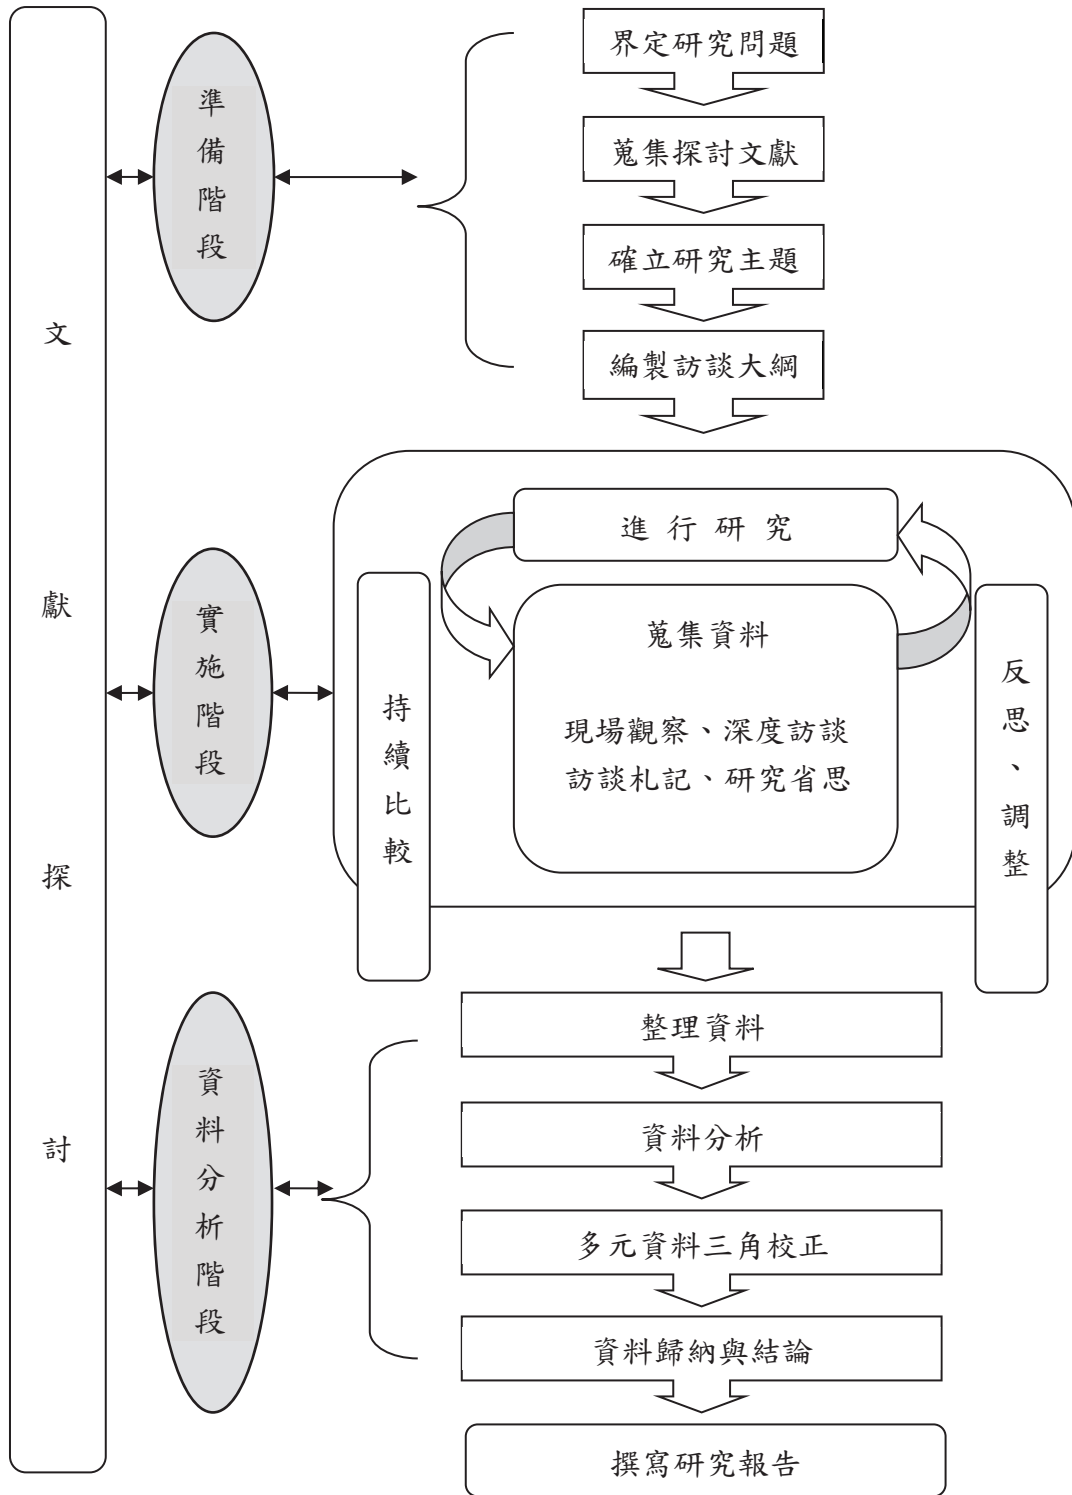 文獻探討
準備階段
界定研究問題
蒐集探討文獻
確立研究主題
編製訪談大綱
實施階段
進行研究
蒐集資料
現場觀察、深度訪談
訪談札記、研究省思
持續比較
反思、調整
資料分析階段
整理資料
資料分析
多元資料三角校正
資料歸納與結論
撰寫研究報告